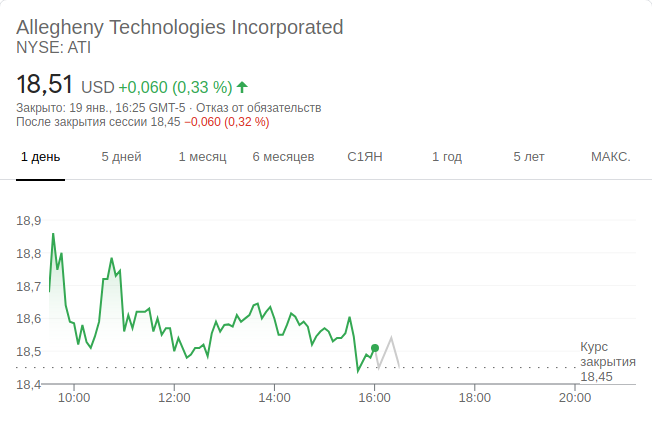 Allegheny Technologies Incorporated
NYSE: ATI
18,51 USD +0,060 (0,33 %)
Закрыто: 19 янв., 16:25 GMT-5 · Отказ от обязательств
После закрытия сессии 18,45 −0,060 (0,32 %)
1 день 5 дней 1 месяц 6 месяцев С1ЯН 1 год 5 лет МАКС.
18,9
18,8
18,7
18,6
18,5
18,4
Курс
закрытия
18,45
10:00 12:00 14:00 16:00 18:00 20:00